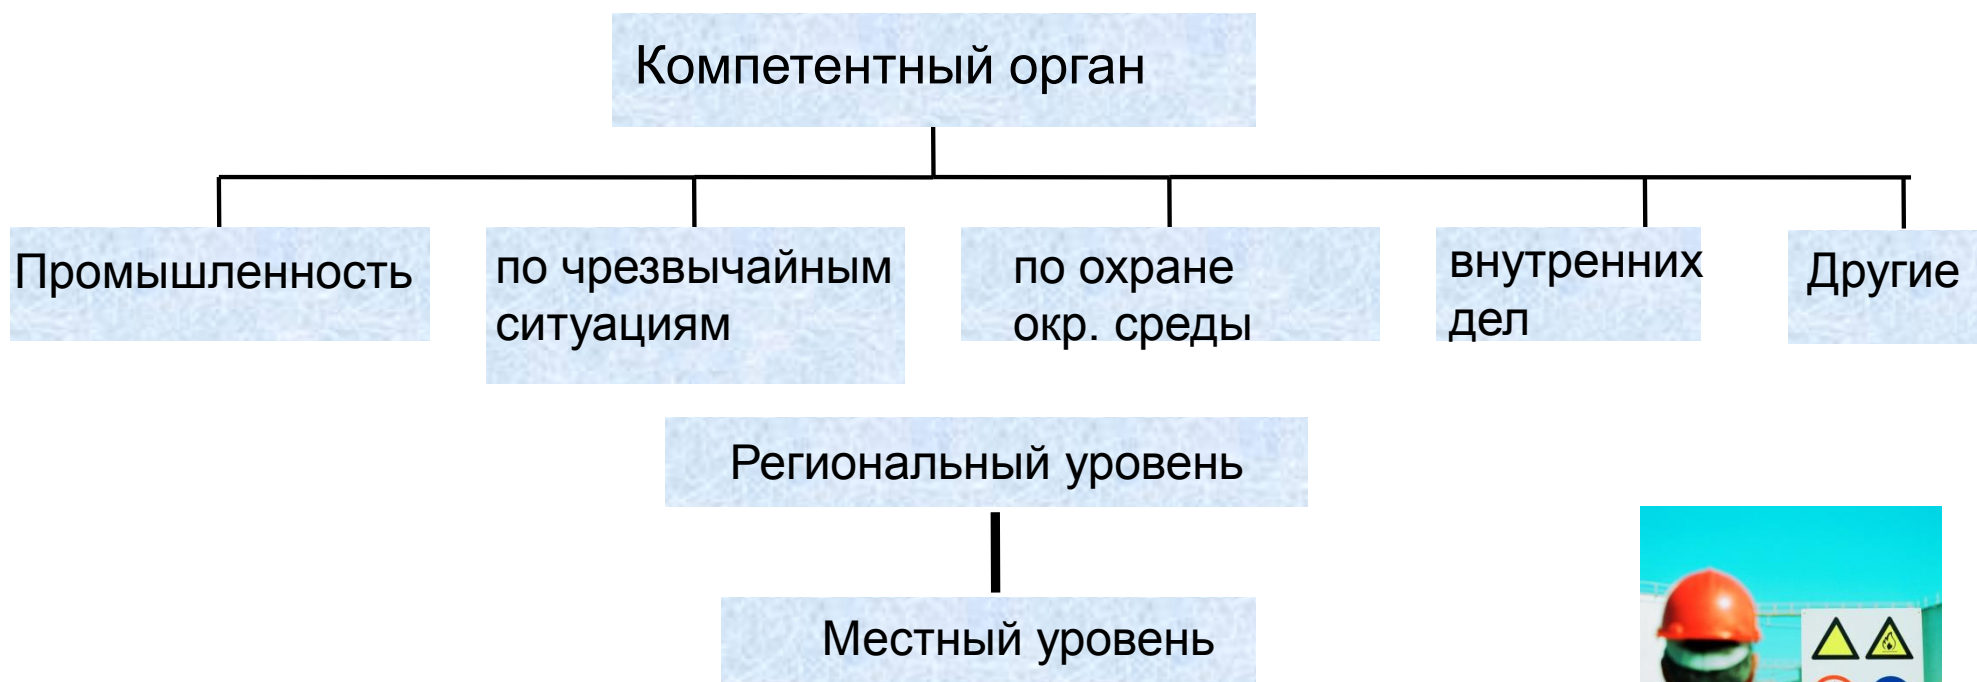 Компетентный орган
Промышленность
по чрезвычайным
ситуациям
по охране
окр. среды
внутренних
дел
Другие
Региональный уровень
Местный уровень